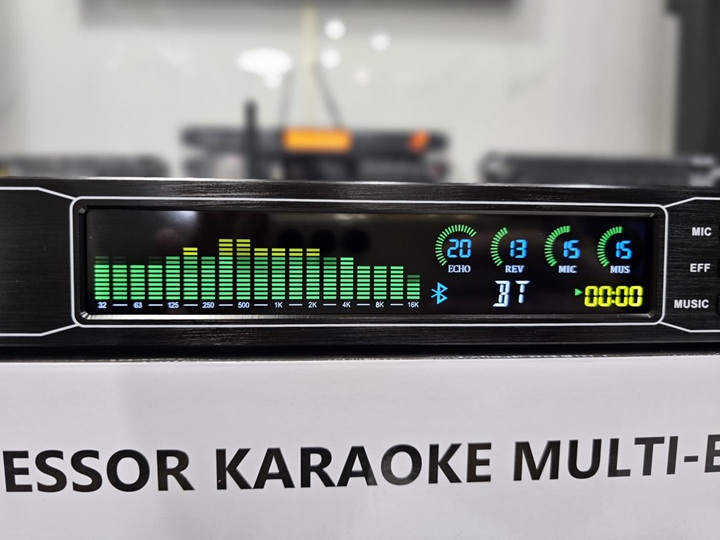 20 13 15 15
ECHO REV MIC MUS
BT 00:00
32 63 125 250 500 1K 2K 4K 8K 16K
MIC
EFF
MUSIC
ESSOR KARAOKE MULTI-E